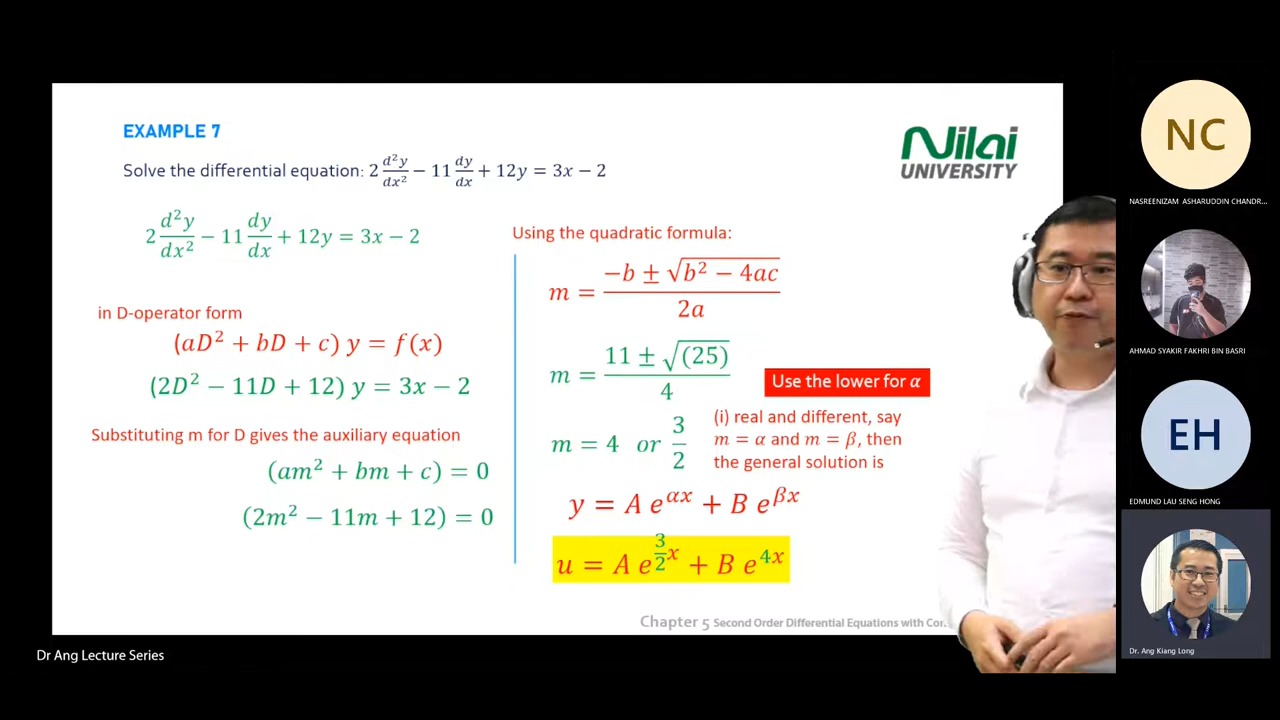 EXAMPLE 7
Nilai
UNIVERSITY
Solve the differential equation: 2 d²y/dx² − 11 dy/dx + 12y = 3x − 2
2 d²y/dx² − 11 dy/dx + 12y = 3x − 2
in D-operator form
(aD² + bD + c) y = f(x)
(2D² − 11D + 12) y = 3x − 2
Substituting m for D gives the auxiliary equation
(am² + bm + c) = 0
(2m² − 11m + 12) = 0
Using the quadratic formula:
m = (−b ± √(b² − 4ac))/2a
m = (11 ± √(25))/4
Use the lower for α
m = 4 or 3/2
(i) real and different, say
m = α and m = β, then
the general solution is
y = A e^(αx) + B e^(βx)
u = A e^(3/2 x) + B e^(4x)
Chapter 5 Second Order Differential Equations with Con
Dr Ang Lecture Series
NC
NASREENIZAM ASHARUDDIN CHANDR...
AHMAD SYAKIR FAKHRI BIN BASRI
EH
EDMUND LAU SENG HONG
Dr. Ang Kiang Long